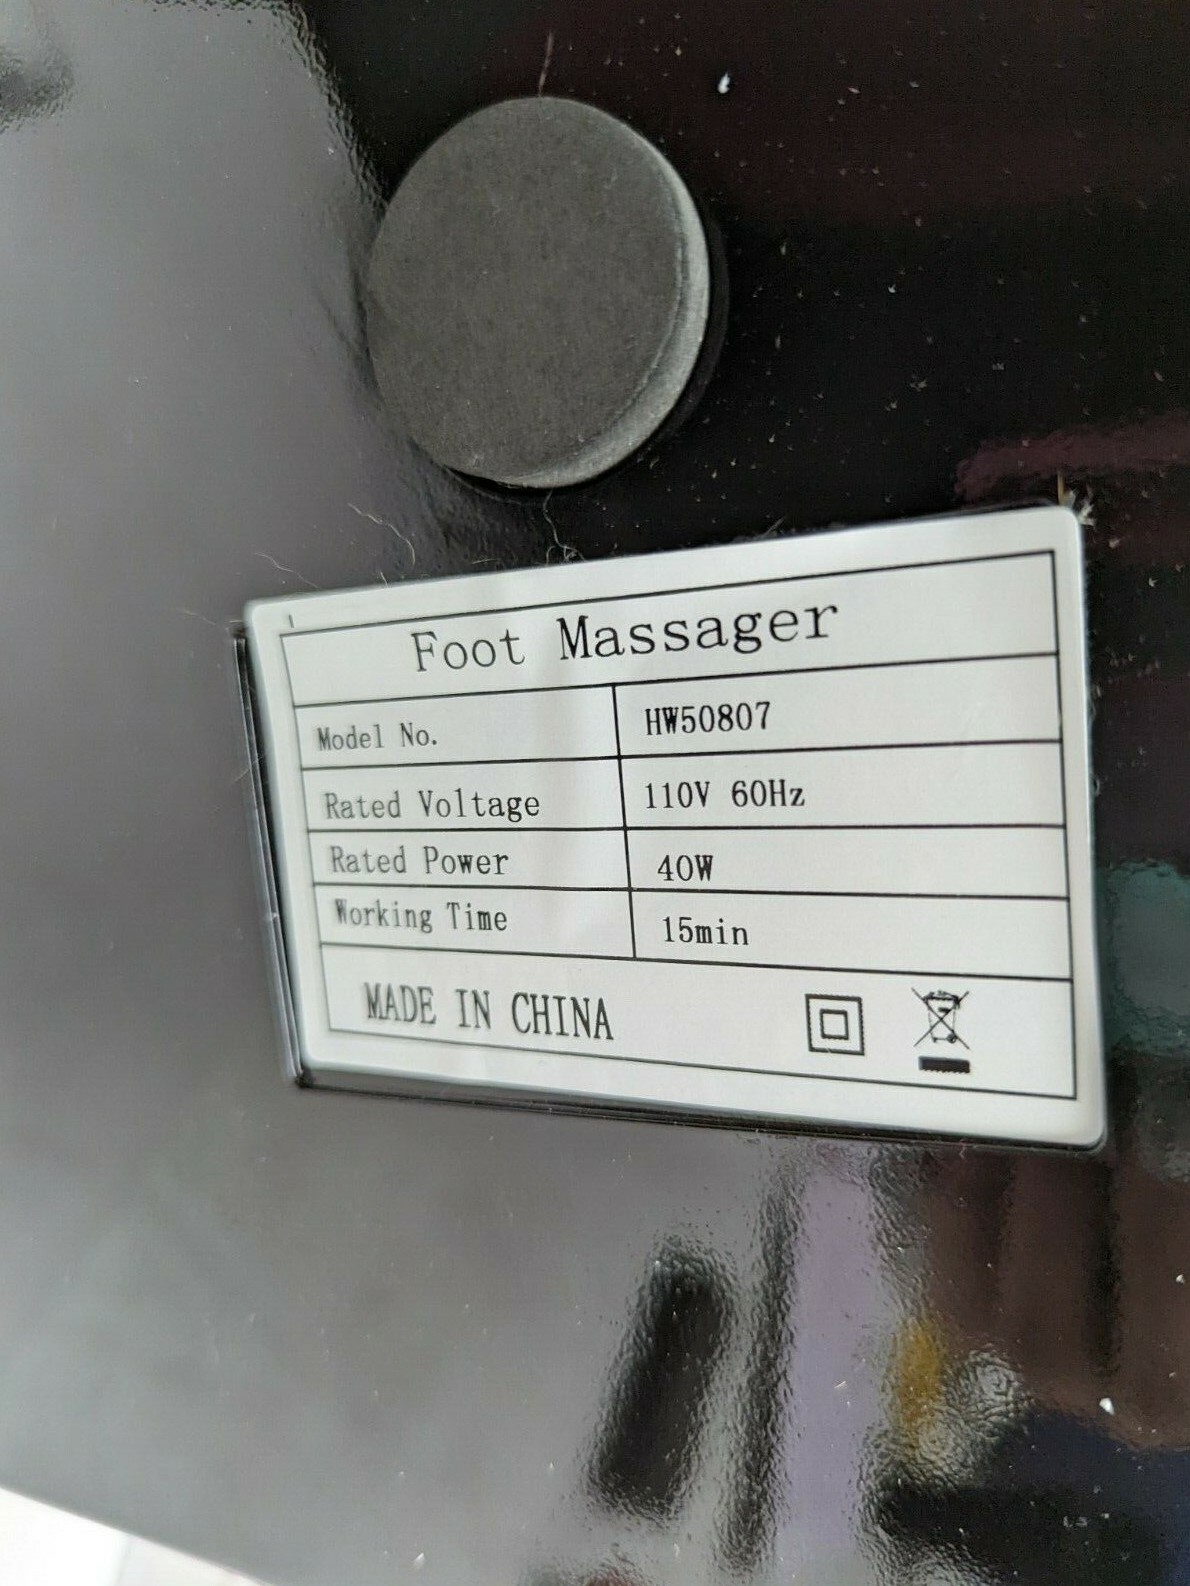 Foot Massager
Model No. HW50807
Rated Voltage 110V 60Hz
Rated Power 40W
Working Time 15min
MADE IN CHINA